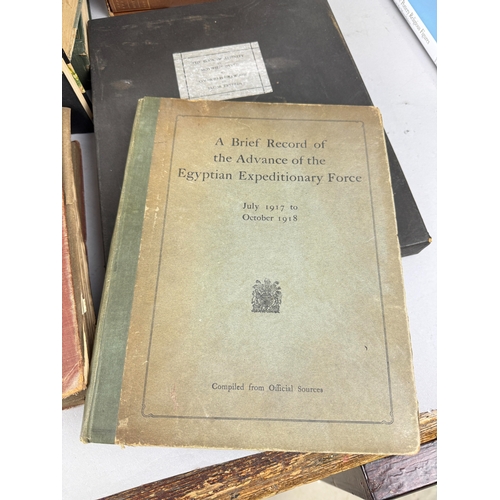 A Brief Record of
the Advance of the
Egyptian Expeditionary Force
July 1917 to
October 1918
Compiled from Official Sources